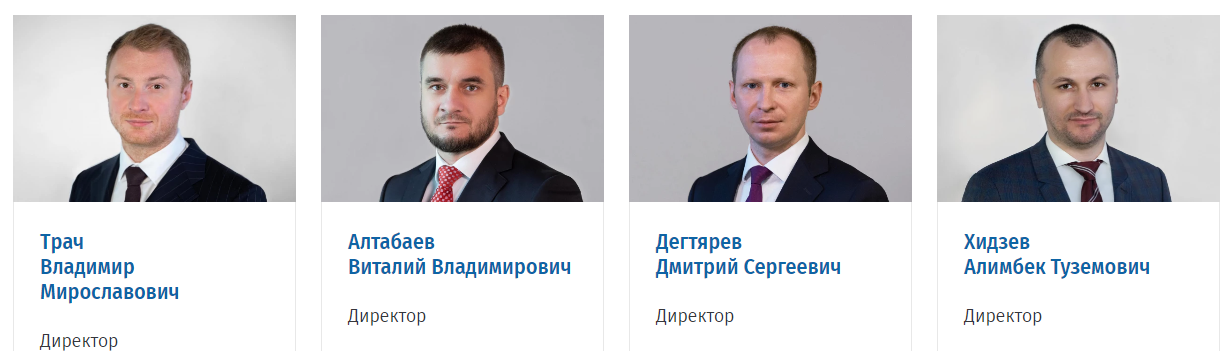 Трач
Владимир
Мирославович
Директор
Алтабаев
Виталий Владимирович
Директор
Дегтярев
Дмитрий Сергеевич
Директор
Хидзев
Алимбек Туземович
Директор